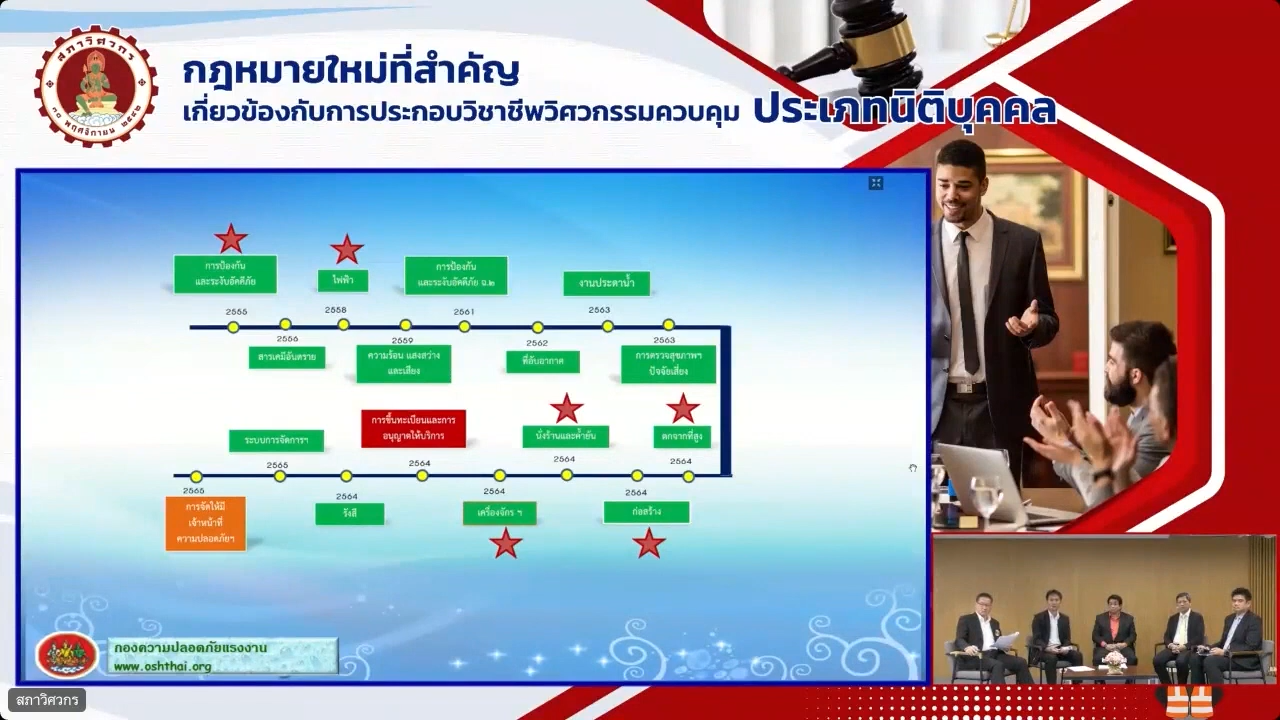 สภาวิศวกร
๓๐ พฤศจิกายน ๒๕๔๒
กฎหมายใหม่ที่สำคัญ
เกี่ยวข้องกับการประกอบวิชาชีพวิศวกรรมควบคุม ประเภทนิติบุคคล
การป้องกัน
และระงับอัคคีภัย
ไฟฟ้า
การป้องกัน
และระงับอัคคีภัย ฉ.๒
งานประดาน้ำ
2555
2558
2561
2563
2556
2559
2562
2563
สารเคมีอันตราย
ความร้อน แสงสว่าง
และเสียง
ที่อับอากาศ
การตรวจสุขภาพฯ
ปัจจัยเสี่ยง
ระบบการจัดการฯ
การขึ้นทะเบียนและการ
อนุญาตให้บริการ
นั่งร้านและค้ำยัน
ตกจากที่สูง
2565
2564
2564
2564
2565
2564
2564
2564
การจัดให้มี
เจ้าหน้าที่
ความปลอดภัยฯ
รังสี
เครื่องจักร ฯ
ก่อสร้าง
กองความปลอดภัยแรงงาน
www.oshthai.org
สภาวิศวกร